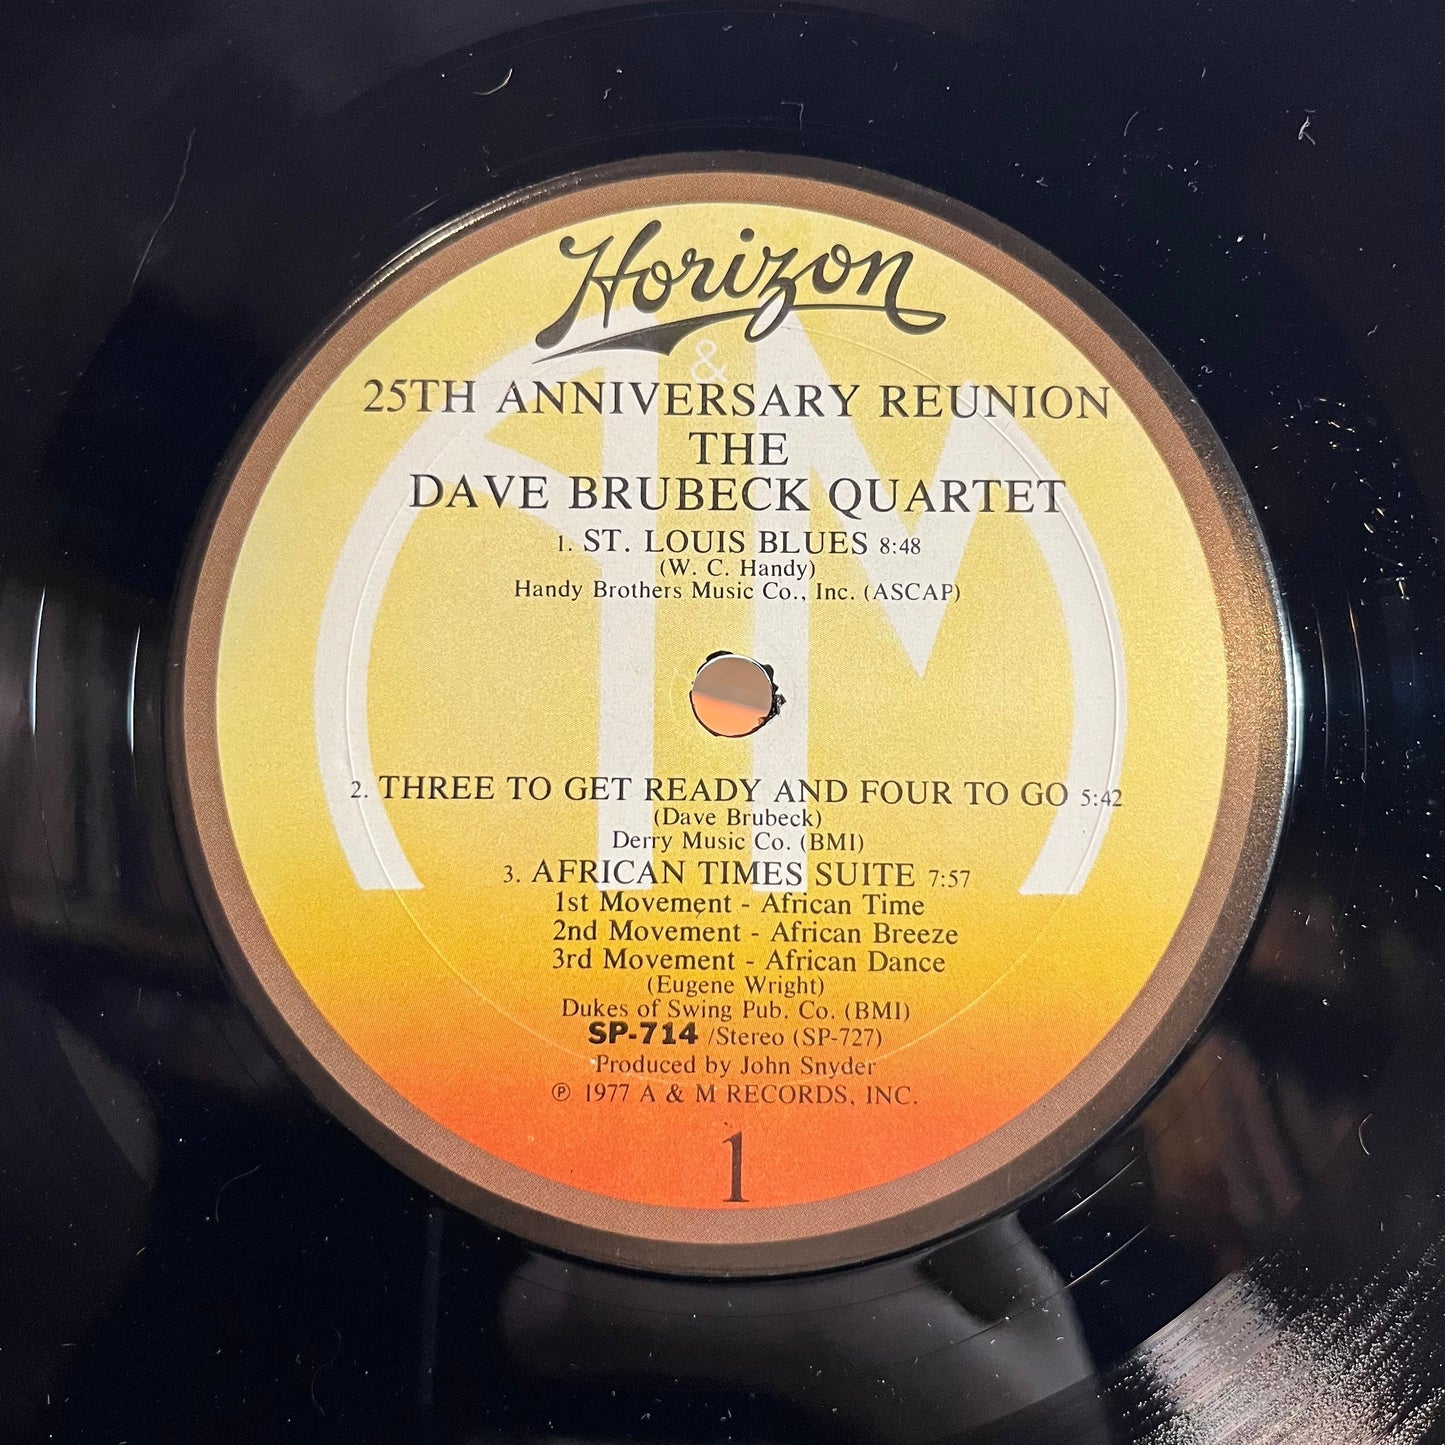 Horizon
&
25TH ANNIVERSARY REUNION
THE
DAVE BRUBECK QUARTET
1. ST. LOUIS BLUES 8:48
(W. C. Handy)
Handy Brothers Music Co., Inc. (ASCAP)
2. THREE TO GET READY AND FOUR TO GO 5:42
(Dave Brubeck)
Derry Music Co. (BMI)
3. AFRICAN TIMES SUITE 7:57
1st Movement - African Time
2nd Movement - African Breeze
3rd Movement - African Dance
(Eugene Wright)
Dukes of Swing Pub. Co. (BMI)
SP-714 /Stereo (SP-727)
Produced by John Snyder
℗ 1977 A & M RECORDS, INC.
1